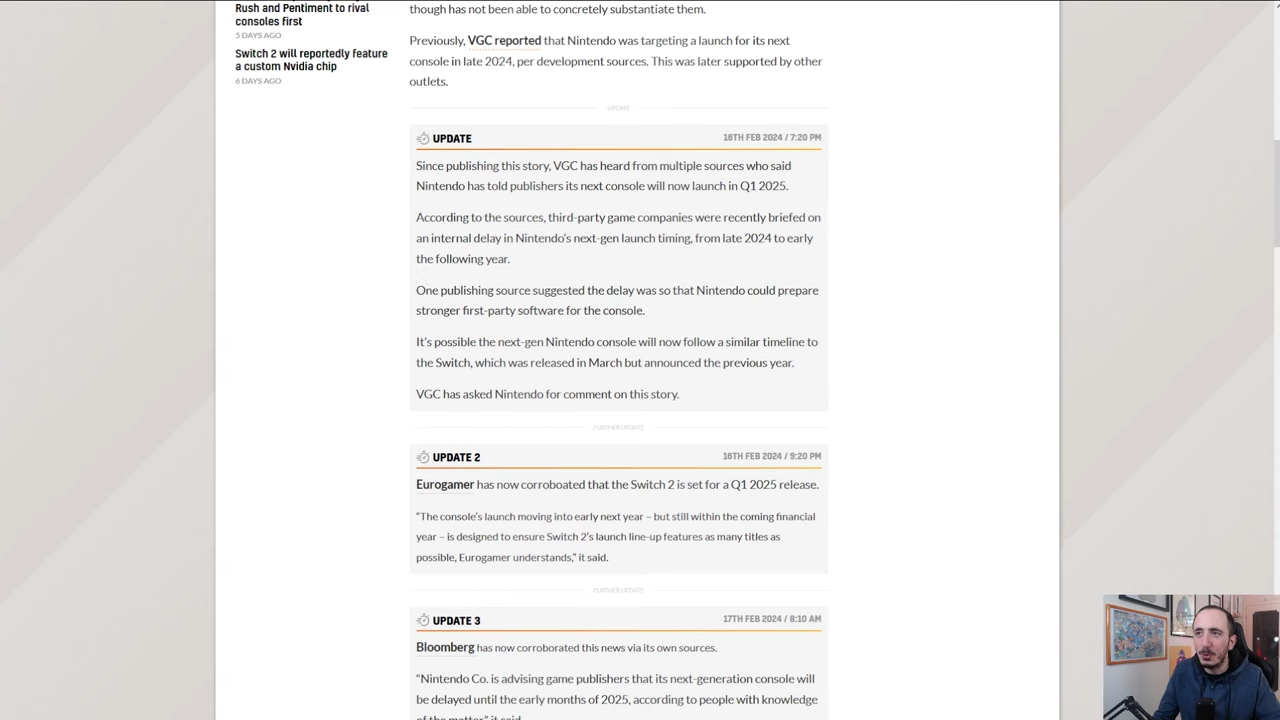 Rush and Pentiment to rival
consoles first
5 DAYS AGO
Switch 2 will reportedly feature
a custom Nvidia chip
6 DAYS AGO
though has not been able to concretely substantiate them.
Previously, VGC reported that Nintendo was targeting a launch for its next
console in late 2024, per development sources. This was later supported by other
outlets.
UPDATE
UPDATE 16TH FEB 2024 / 7:20 PM
Since publishing this story, VGC has heard from multiple sources who said
Nintendo has told publishers its next console will now launch in Q1 2025.
According to the sources, third-party game companies were recently briefed on
an internal delay in Nintendo's next-gen launch timing, from late 2024 to early
the following year.
One publishing source suggested the delay was so that Nintendo could prepare
stronger first-party software for the console.
It's possible the next-gen Nintendo console will now follow a similar timeline to
the Switch, which was released in March but announced the previous year.
VGC has asked Nintendo for comment on this story.
FURTHER UPDATE
UPDATE 2 16TH FEB 2024 / 9:20 PM
Eurogamer has now corroboated that the Switch 2 is set for a Q1 2025 release.
“The console's launch moving into early next year – but still within the coming financial
year – is designed to ensure Switch 2's launch line-up features as many titles as
possible, Eurogamer understands,” it said.
FURTHER UPDATE
UPDATE 3 17TH FEB 2024 / 8:10 AM
Bloomberg has now corroborated this news via its own sources.
“Nintendo Co. is advising game publishers that its next-generation console will
be delayed until the early months of 2025, according to people with knowledge
of the matter,” it said.